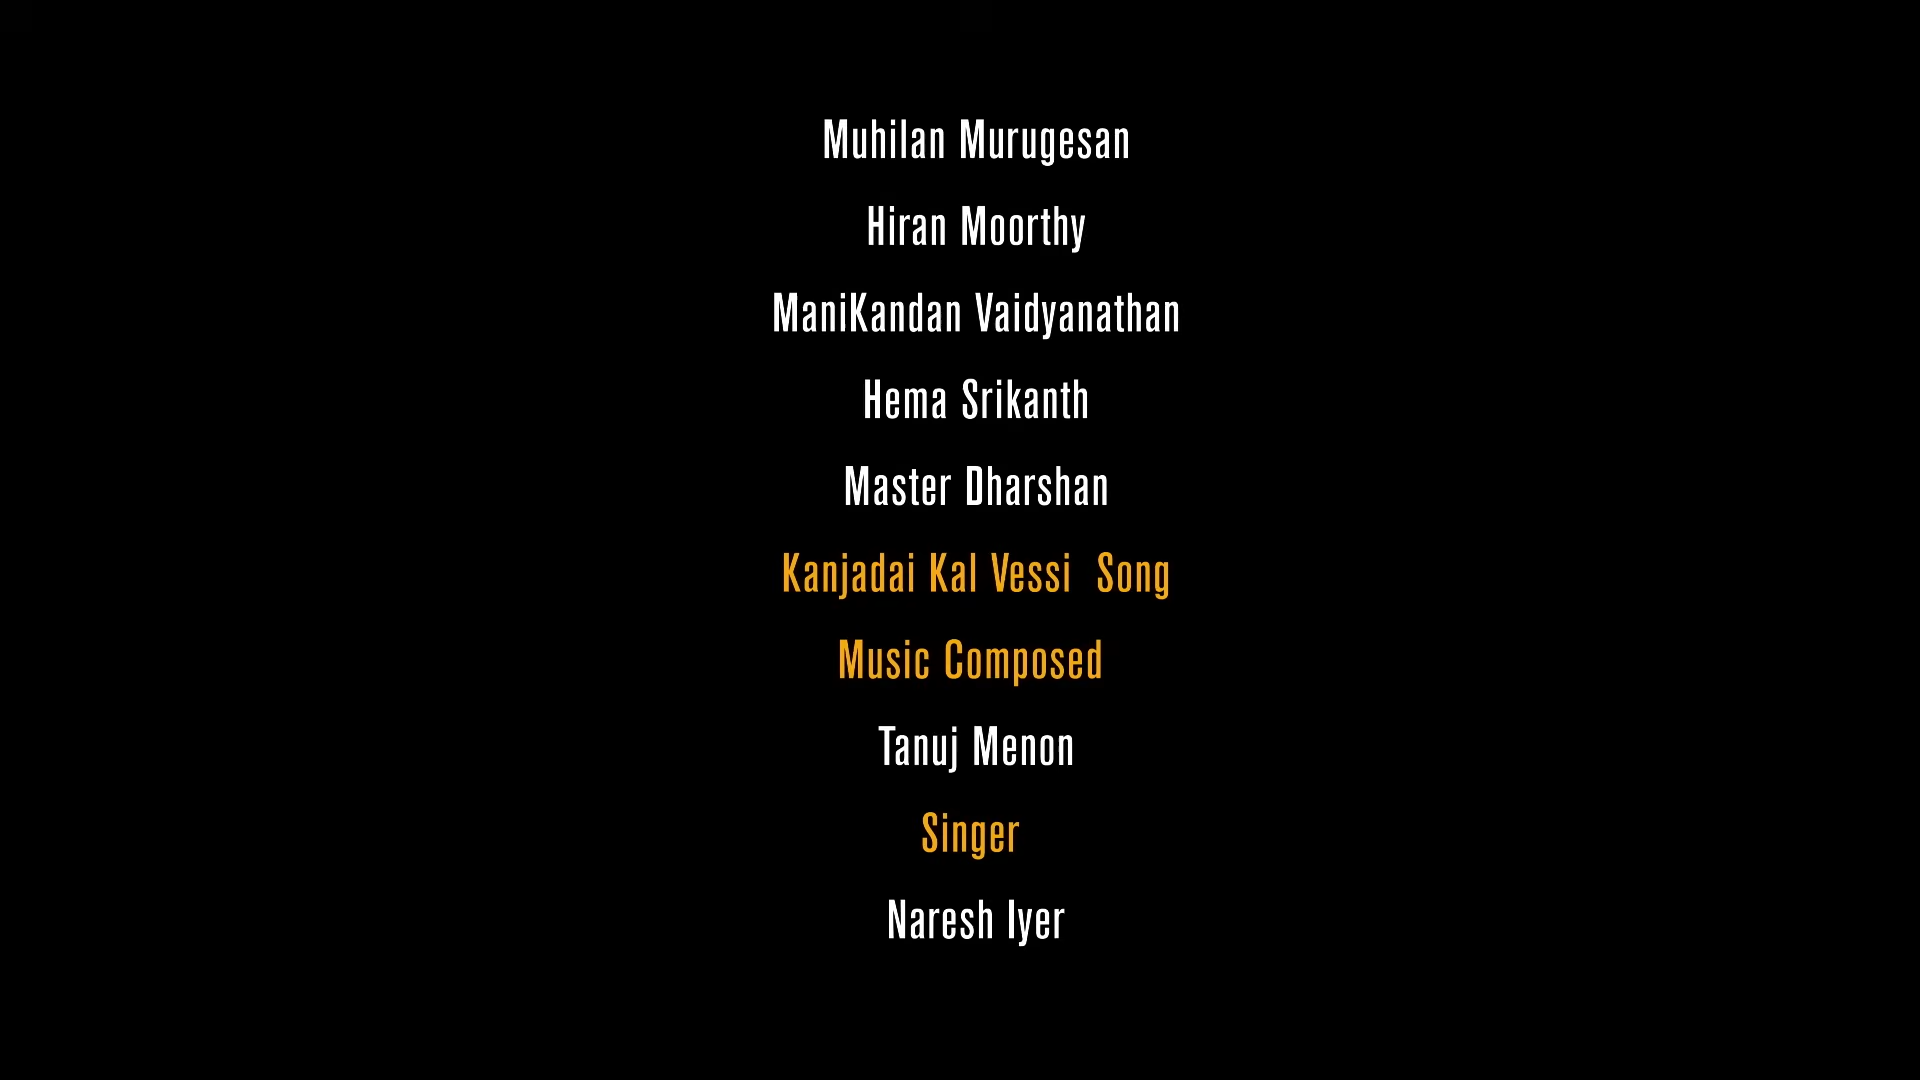 Muhilan Murugesan
Hiran Moorthy
ManiKandan Vaidyanathan
Hema Srikanth
Master Dharshan
Kanjadai Kal Vessi  Song
Music Composed
Tanuj Menon
Singer
Naresh Iyer